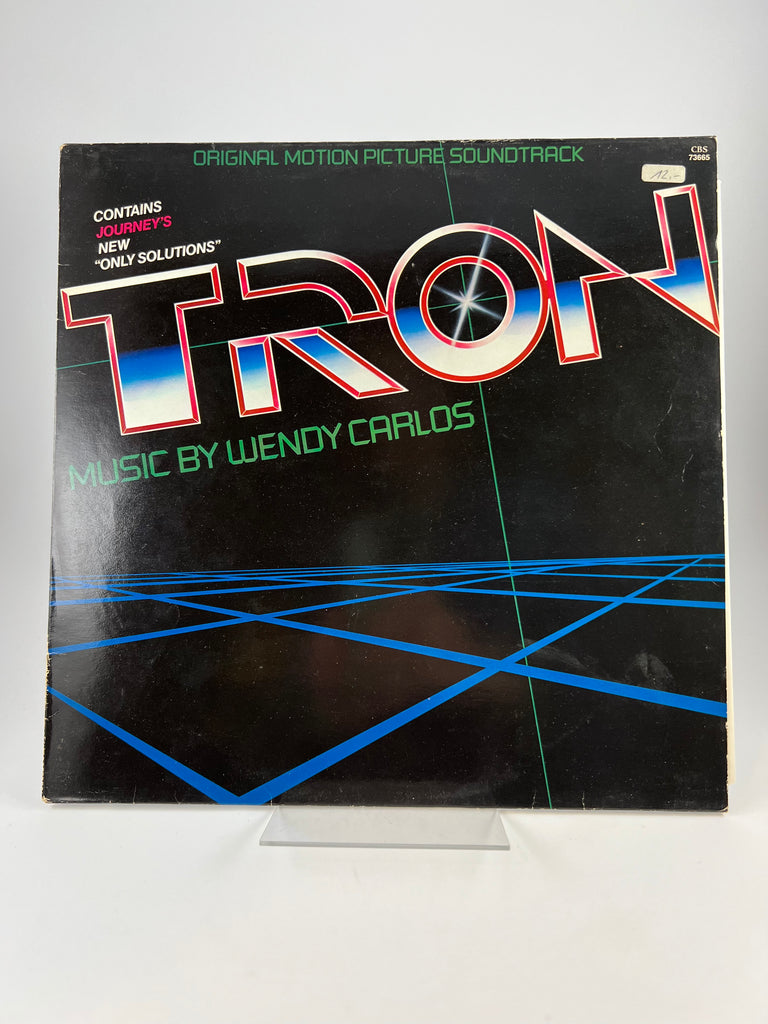 ORIGINAL MOTION PICTURE SOUNDTRACK
CBS
73665
12.-
CONTAINS
JOURNEY'S
NEW
"ONLY SOLUTIONS"
TRON
MUSIC BY WENDY CARLOS